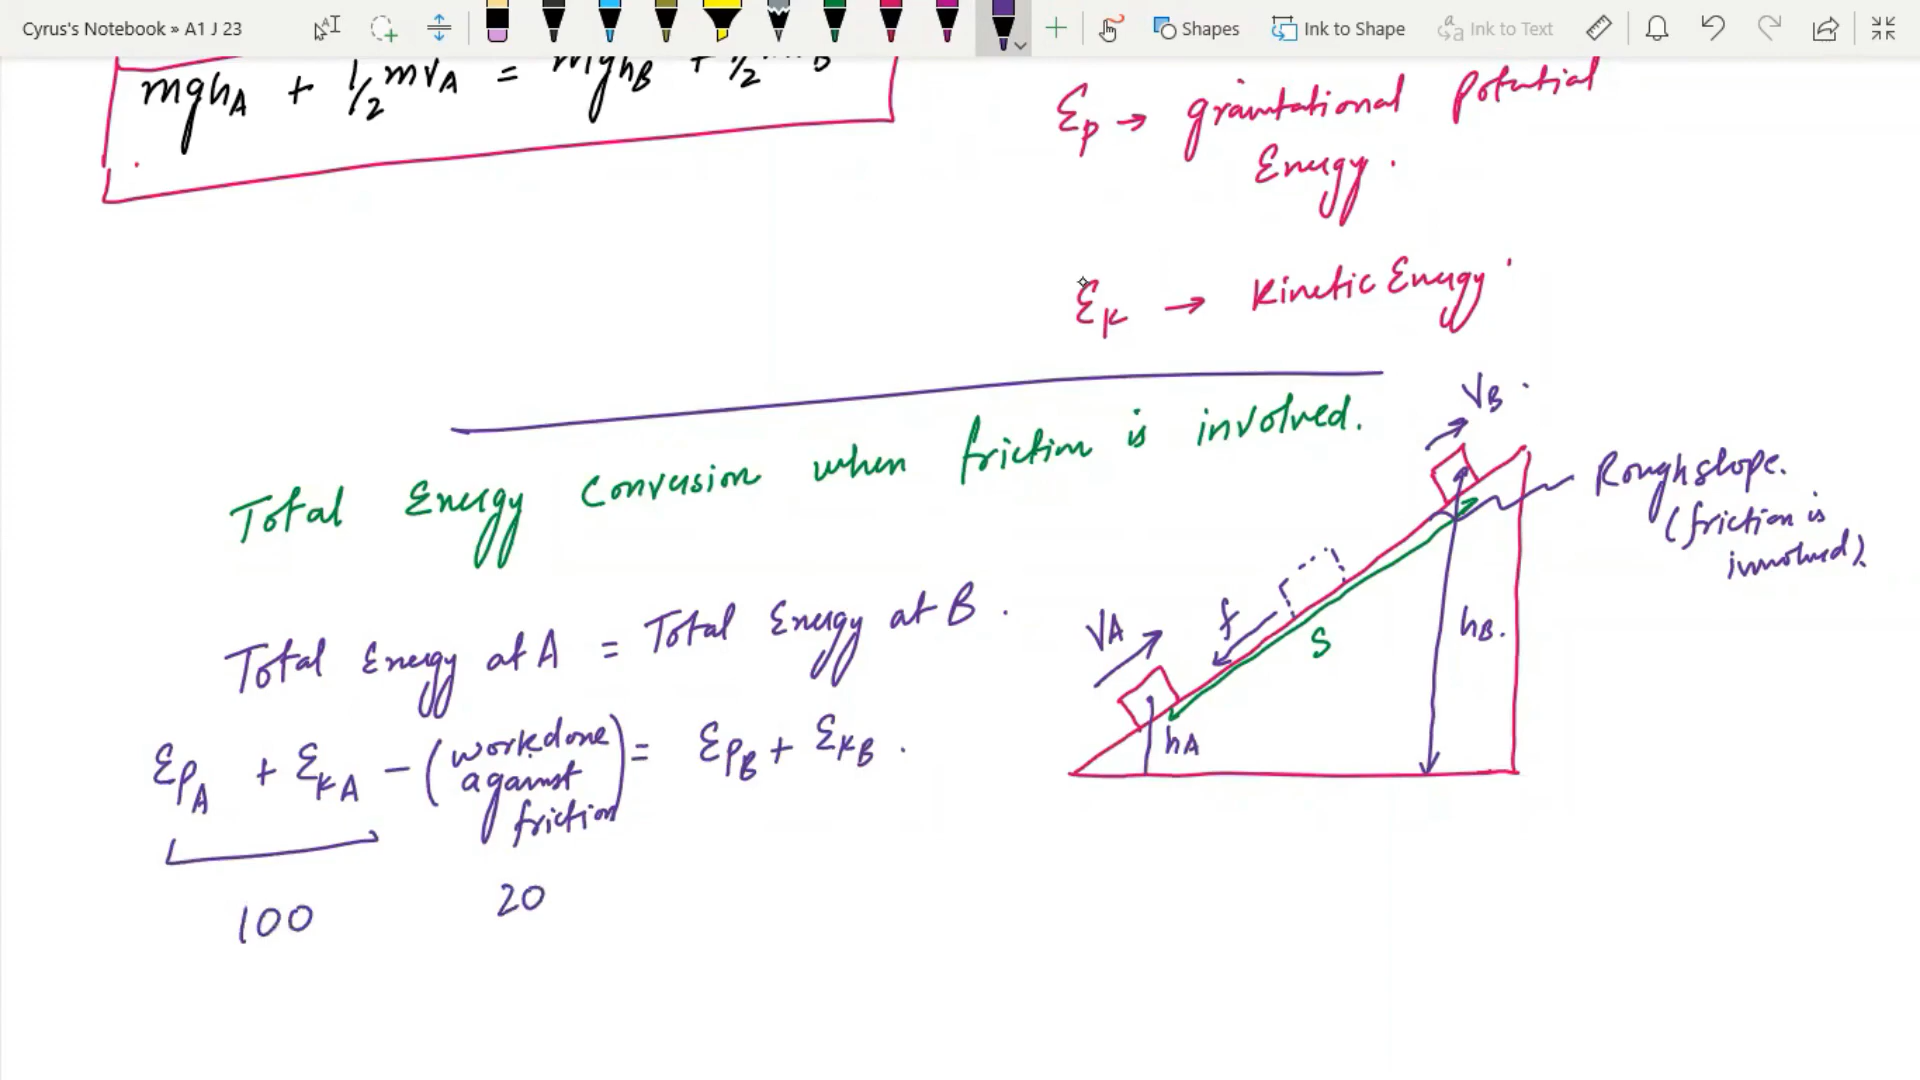 Cyrus's Notebook » A1 J 23
Shapes
Ink to Shape
Ink to Text
mghA + 1/2 mvA = mghB + 1/2
Ep → gravitational Potential
Energy.
Ek → Kinetic Energy.
Total Energy Conversion when friction is involved.
Total Energy at A = Total Energy at B.
EpA + EkA - (workdone against friction) = EpB + EkB.
100 20
VB.
Rough slope.
(friction is
involved).
VA
f
S
hB.
hA